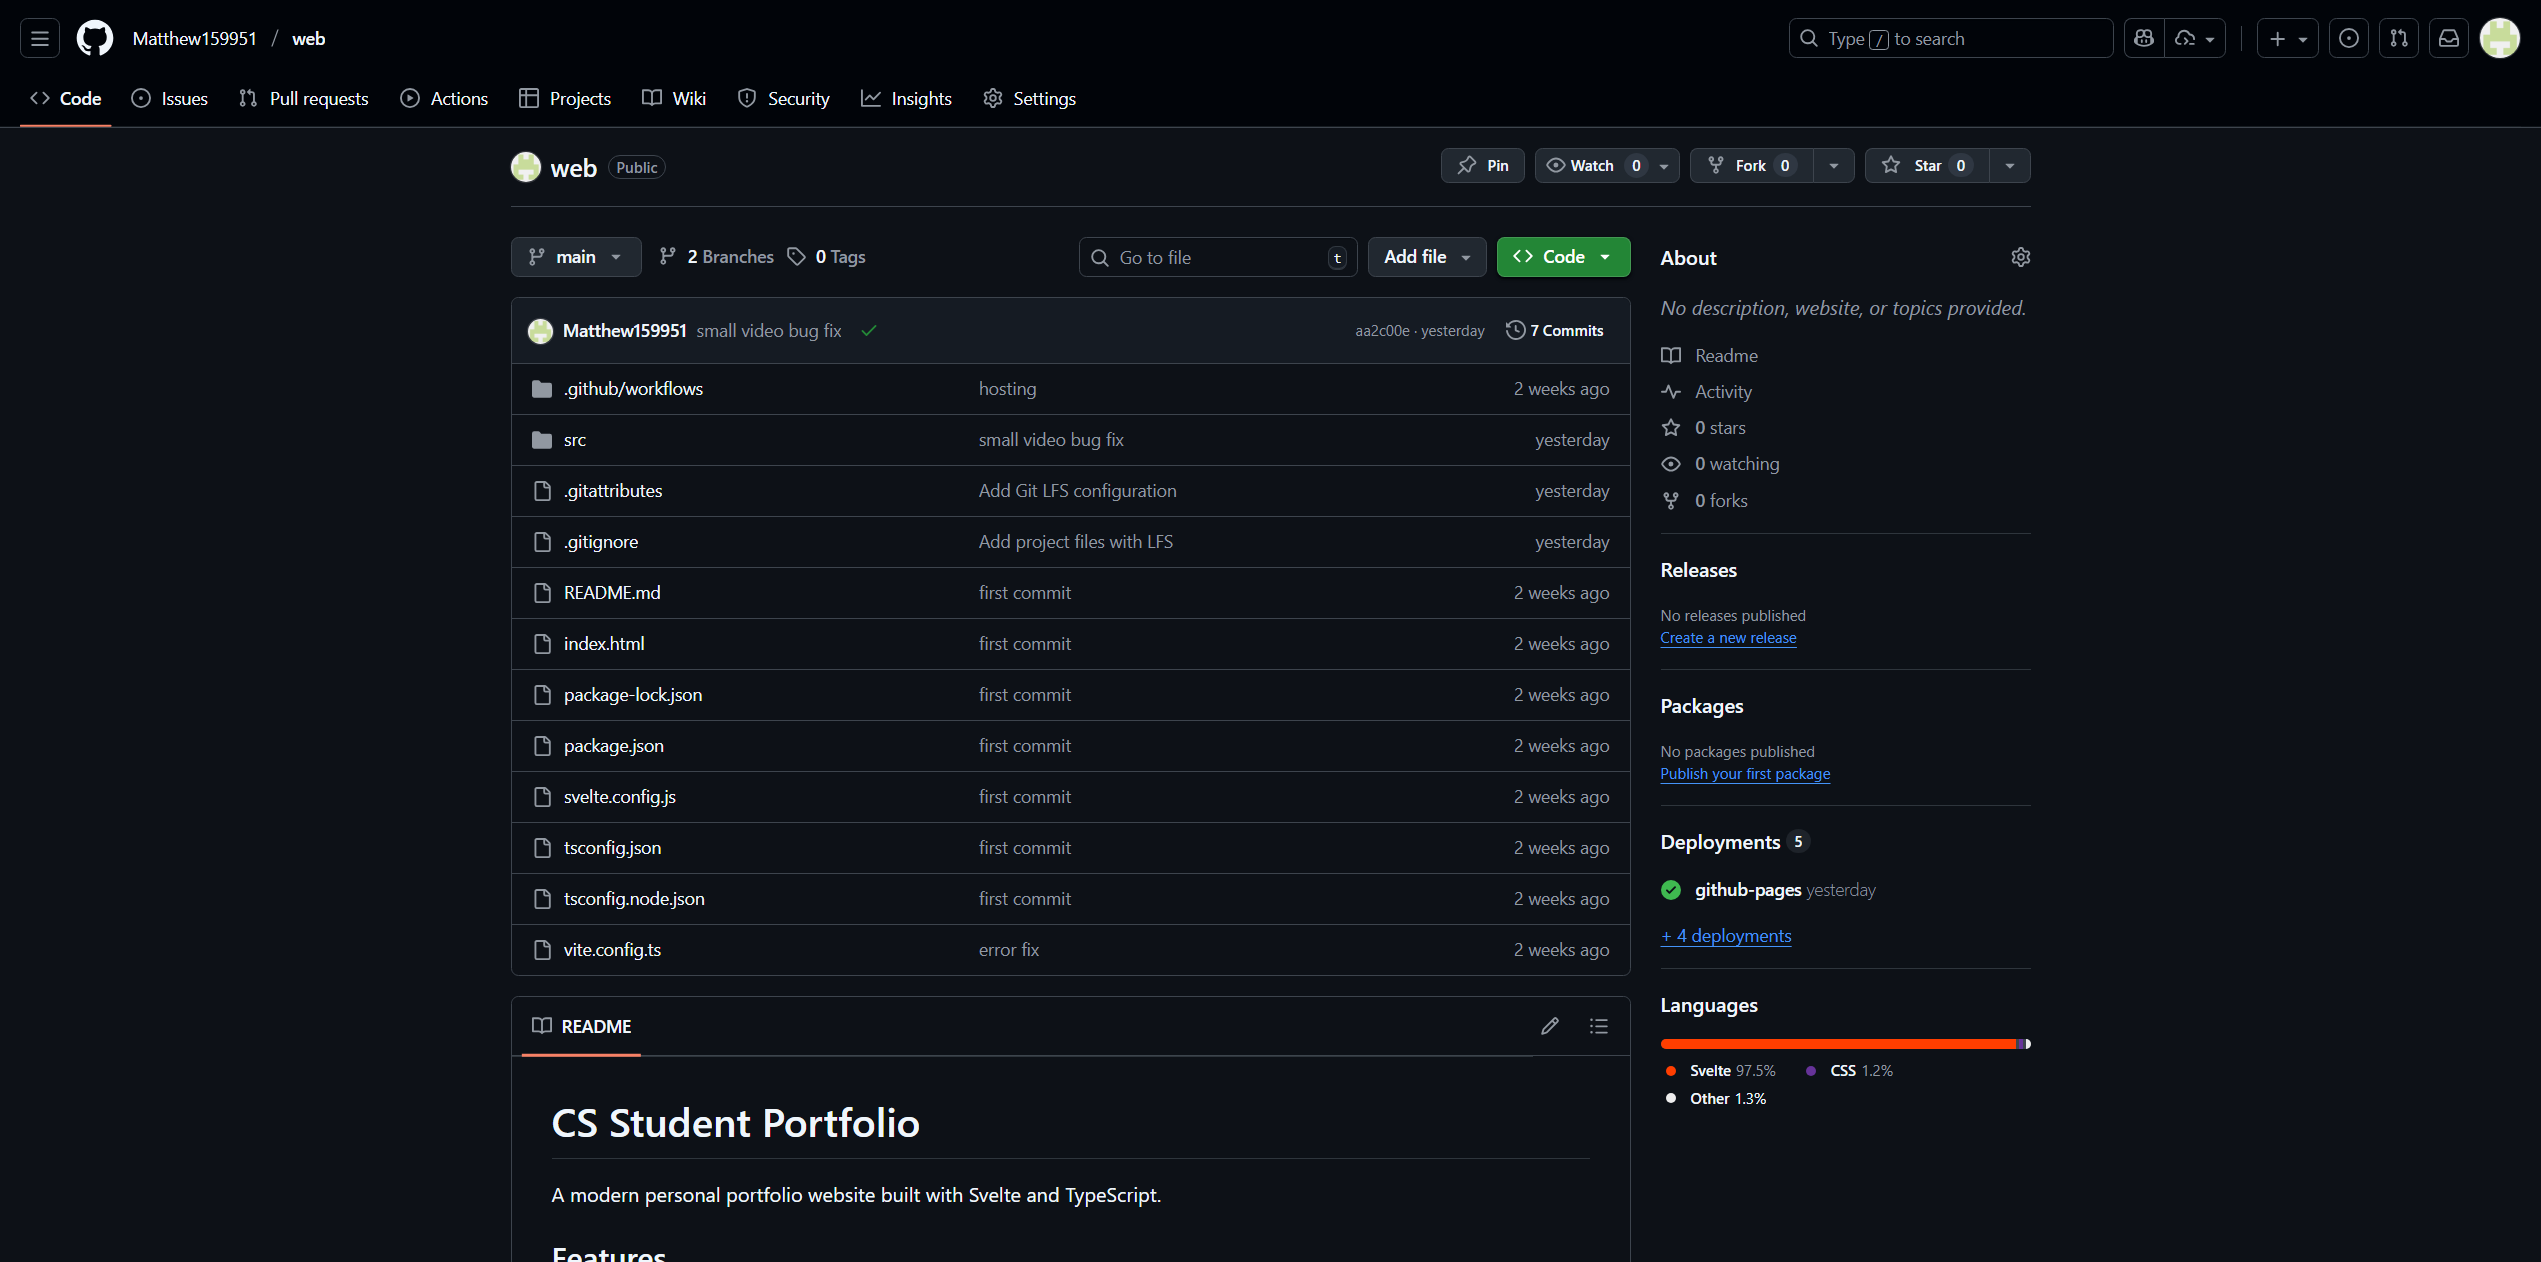 Matthew159951 / web
Type / to search
Code
Issues
Pull requests
Actions
Projects
Wiki
Security
Insights
Settings
web Public
Pin
Watch 0
Fork 0
Star 0
main
2 Branches
0 Tags
Go to file t
Add file
Code
Matthew159951 small video bug fix
aa2c00e · yesterday
7 Commits
.github/workflows hosting 2 weeks ago
src small video bug fix yesterday
.gitattributes Add Git LFS configuration yesterday
.gitignore Add project files with LFS yesterday
README.md first commit 2 weeks ago
index.html first commit 2 weeks ago
package-lock.json first commit 2 weeks ago
package.json first commit 2 weeks ago
svelte.config.js first commit 2 weeks ago
tsconfig.json first commit 2 weeks ago
tsconfig.node.json first commit 2 weeks ago
vite.config.ts error fix 2 weeks ago
README
CS Student Portfolio
A modern personal portfolio website built with Svelte and TypeScript.
Features
About
No description, website, or topics provided.
Readme
Activity
0 stars
0 watching
0 forks
Releases
No releases published
Create a new release
Packages
No packages published
Publish your first package
Deployments 5
github-pages yesterday
+ 4 deployments
Languages
Svelte 97.5%
CSS 1.2%
Other 1.3%